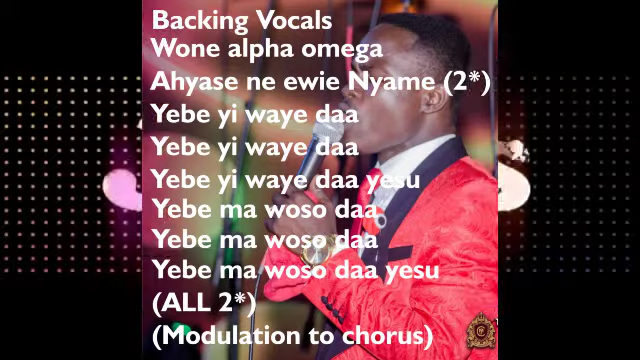 Backing Vocals
Wone alpha omega
Ahyase ne ewie Nyame (2*)
Yebe yi waye daa
Yebe yi waye daa
Yebe yi waye daa yesu
Yebe ma woso daa
Yebe ma woso daa
Yebe ma woso daa yesu
(ALL 2*)
(Modulation to chorus)